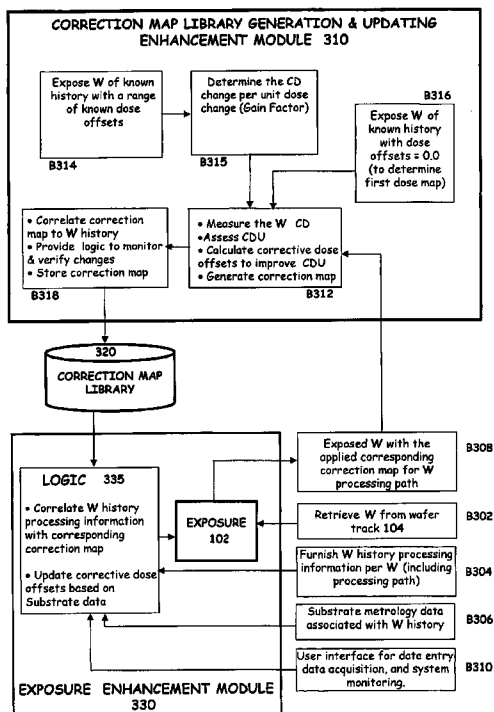 CORRECTION MAP LIBRARY GENERATION & UPDATING
ENHANCEMENT MODULE 310
Expose W of known
history with a range
of known dose
offsets
B314
Determine the CD
change per unit dose
change (Gain Factor)
B315
B316
Expose W of
known history
with dose
offsets = 0.0
(to determine
first dose map)
• Correlate correction
map to W history
• Provide logic to monitor
& verify changes
• Store correction map
B318
• Measure the W CD
•Assess CDU
• Calculate corrective dose
offsets to improve CDU
• Generate correction map
B312
320
CORRECTION MAP
LIBRARY
LOGIC 335
• Correlate W history
processing information
with corresponding
correction map
• Update corrective dose
offsets based on
Substrate data
EXPOSURE
102
EXPOSURE ENHANCEMENT MODULE
330
Exposed W with the
applied corresponding
correction map for W
processing path
B308
Retrieve W from wafer
track 104
B302
Furnish W history processing
information per W (including
processing path)
B304
Substrate metrology data
associated with W history
B306
User interface for data entry
data acquisition, and system
monitoring.
B310